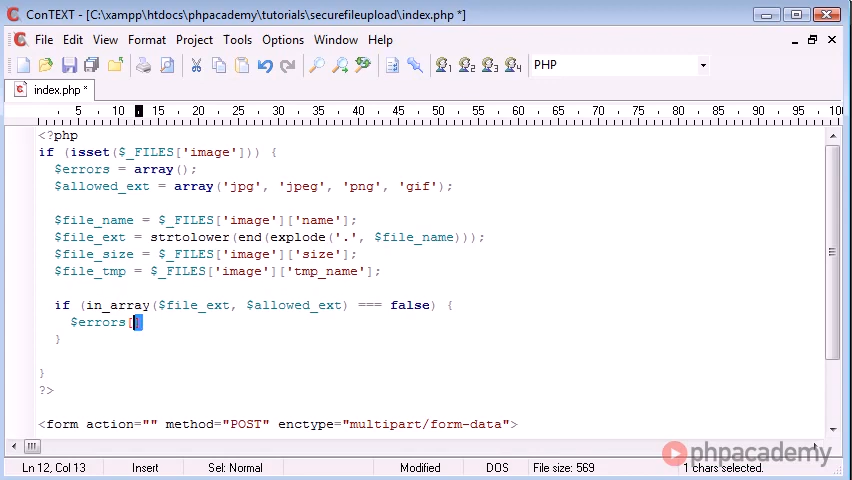 ConTEXT - [C:\xampp\htdocs\phpacademy\tutorials\securefileupload\index.php *]
File Edit View Format Project Tools Options Window Help
1 2 3 4 PHP
index.php *
5 10 15 20 25 30 35 40 45 50 55 60 65 70 75 80 85 90 95 100
<?php
if (isset($_FILES['image'])) {
$errors = array();
$allowed_ext = array('jpg', 'jpeg', 'png', 'gif');
$file_name = $_FILES['image']['name'];
$file_ext = strtolower(end(explode('.', $file_name)));
$file_size = $_FILES['image']['size'];
$file_tmp = $_FILES['image']['tmp_name'];
if (in_array($file_ext, $allowed_ext) === false) {
$errors[]
}
}
?>
<form action="" method="POST" enctype="multipart/form-data">
phpacademy
Ln 12, Col 13 Insert Sel: Normal Modified DOS File size: 569 1 chars selected.